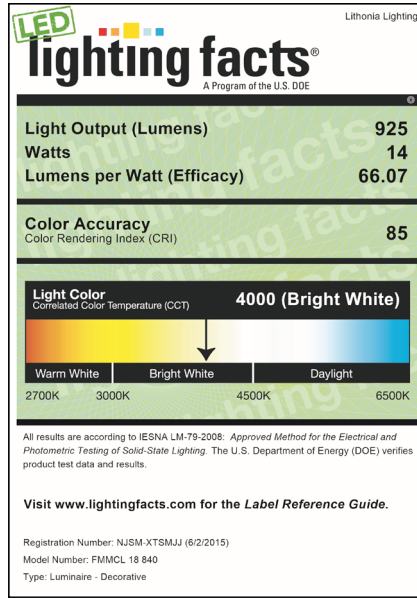 Lithonia Lighting
LED
lighting facts®
A Program of the U.S. DOE
Light Output (Lumens) 925
Watts 14
Lumens per Watt (Efficacy) 66.07
Color Accuracy 85
Color Rendering Index (CRI)
Light Color 4000 (Bright White)
Correlated Color Temperature (CCT)
Warm White Bright White Daylight
2700K 3000K 4500K 6500K
All results are according to IESNA LM-79-2008: Approved Method for the Electrical and
Photometric Testing of Solid-State Lighting. The U.S. Department of Energy (DOE) verifies
product test data and results.
Visit www.lightingfacts.com for the Label Reference Guide.
Registration Number: NJSM-XTSMJJ (6/2/2015)
Model Number: FMMCL 18 840
Type: Luminaire - Decorative